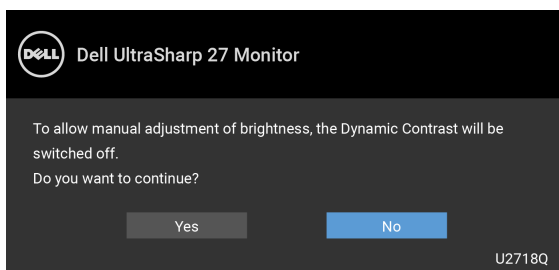 DELL Dell UltraSharp 27 Monitor
To allow manual adjustment of brightness, the Dynamic Contrast will be
switched off.
Do you want to continue?
Yes No
U2718Q